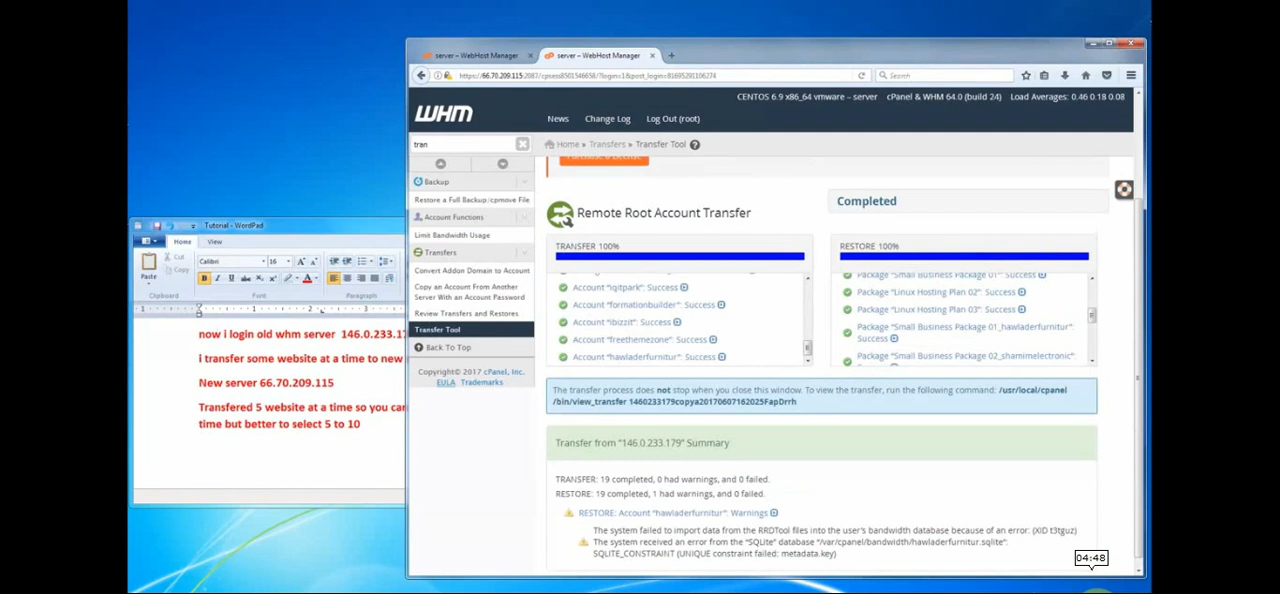 server – WebHost Manager
server – WebHost Manager
https://66.70.209.115:2087/cpsess8501546658/?login=1&post_login=81695291106274
Search
CENTOS 6.9 x86_64 vmware – server cPanel & WHM 64.0 (build 24) Load Averages: 0.46 0.18 0.08
WHM
News Change Log Log Out (root)
tran
Home » Transfers » Transfer Tool
Backup
Restore a Full Backup/cpmove File
Account Functions
Limit Bandwidth Usage
Transfers
Convert Addon Domain to Account
Copy an Account From Another
Server With an Account Password
Review Transfers and Restores
Transfer Tool
Back To Top
Copyright© 2017 cPanel, Inc.
EULA Trademarks
Purchase a License
Remote Root Account Transfer
Completed
TRANSFER 100%
Account "iqitpark": Success
Account "formationbuilder": Success
Account "ibizzit": Success
Account "freethemezone": Success
Account "hawladerfurnitur": Success
RESTORE 100%
Package "Small Business Package 01": Success
Package "Linux Hosting Plan 02": Success
Package "Linux Hosting Plan 03": Success
Package "Small Business Package 01_hawladerfurnitur":
Success
Package "Small Business Package 02_shamimelectronic":
The transfer process does not stop when you close this window. To view the transfer, run the following command: /usr/local/cpanel
/bin/view_transfer 1460233179copya20170607162025FapDrrh
Transfer from "146.0.233.179" Summary
TRANSFER: 19 completed, 0 had warnings, and 0 failed.
RESTORE: 19 completed, 1 had warnings, and 0 failed.
RESTORE: Account "hawladerfurnitur": Warnings
The system failed to import data from the RRDTool files into the user's bandwidth database because of an error: (XID t3tguz)
The system received an error from the "SQLite" database "/var/cpanel/bandwidth/hawladerfurnitur.sqlite":
SQLITE_CONSTRAINT (UNIQUE constraint failed: metadata.key)
04:48
Tutorial - WordPad
Home View
Paste
Cut
Copy
Clipboard
Calibri 16
Font
Paragraph
now i login old whm server 146.0.233.17
i transfer some website at a time to new
New server 66.70.209.115
Transfered 5 website at a time so you can
time but better to select 5 to 10